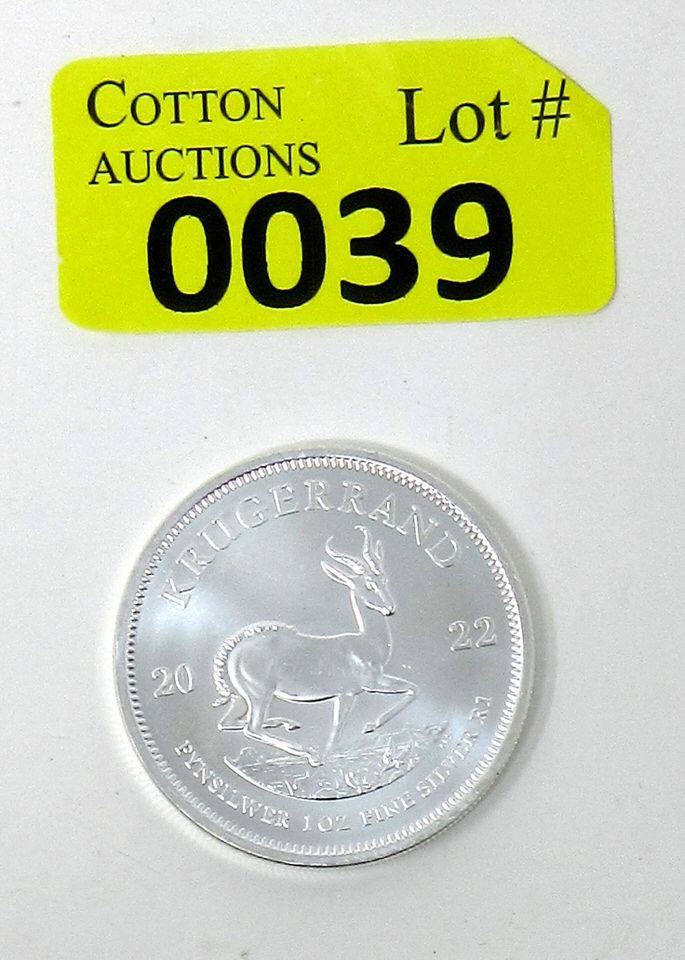 COTTON
AUCTIONS
Lot #
0039
KRUGERRAND
20 22
FYNSILWER 1 OZ FINE SILVER R1